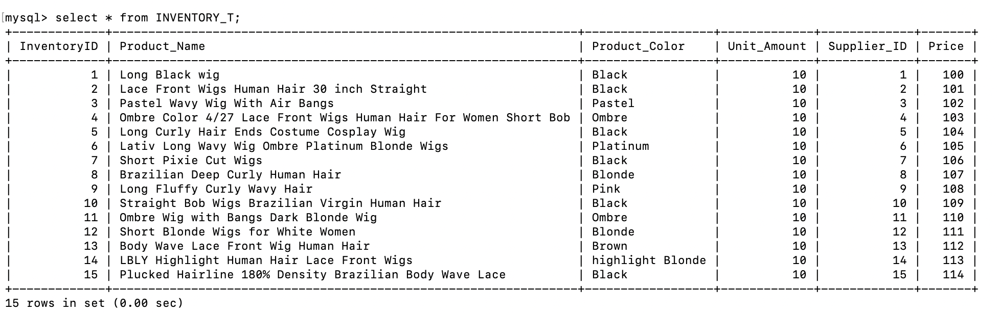 mysql> select * from INVENTORY_T;
+-------------+-----------------------------------------------------------------+------------------+-------------+-------------+-------+
| InventoryID | Product_Name                                                    | Product_Color    | Unit_Amount | Supplier_ID | Price |
+-------------+-----------------------------------------------------------------+------------------+-------------+-------------+-------+
|           1 | Long Black wig                                                  | Black            |          10 |           1 |   100 |
|           2 | Lace Front Wigs Human Hair 30 inch Straight                     | Black            |          10 |           2 |   101 |
|           3 | Pastel Wavy Wig With Air Bangs                                  | Pastel           |          10 |           3 |   102 |
|           4 | Ombre Color 4/27 Lace Front Wigs Human Hair For Women Short Bob | Ombre            |          10 |           4 |   103 |
|           5 | Long Curly Hair Ends Costume Cosplay Wig                        | Black            |          10 |           5 |   104 |
|           6 | Lativ Long Wavy Wig Ombre Platinum Blonde Wigs                  | Platinum         |          10 |           6 |   105 |
|           7 | Short Pixie Cut Wigs                                            | Black            |          10 |           7 |   106 |
|           8 | Brazilian Deep Curly Human Hair                                 | Blonde           |          10 |           8 |   107 |
|           9 | Long Fluffy Curly Wavy Hair                                     | Pink             |          10 |           9 |   108 |
|          10 | Straight Bob Wigs Brazilian Virgin Human Hair                   | Black            |          10 |          10 |   109 |
|          11 | Ombre Wig with Bangs Dark Blonde Wig                            | Ombre            |          10 |          11 |   110 |
|          12 | Short Blonde Wigs for White Women                               | Blonde           |          10 |          12 |   111 |
|          13 | Body Wave Lace Front Wig Human Hair                             | Brown            |          10 |          13 |   112 |
|          14 | LBLY Highlight Human Hair Lace Front Wigs                       | highlight Blonde |          10 |          14 |   113 |
|          15 | Plucked Hairline 180% Density Brazilian Body Wave Lace          | Black            |          10 |          15 |   114 |
+-------------+-----------------------------------------------------------------+------------------+-------------+-------------+-------+
15 rows in set (0.00 sec)